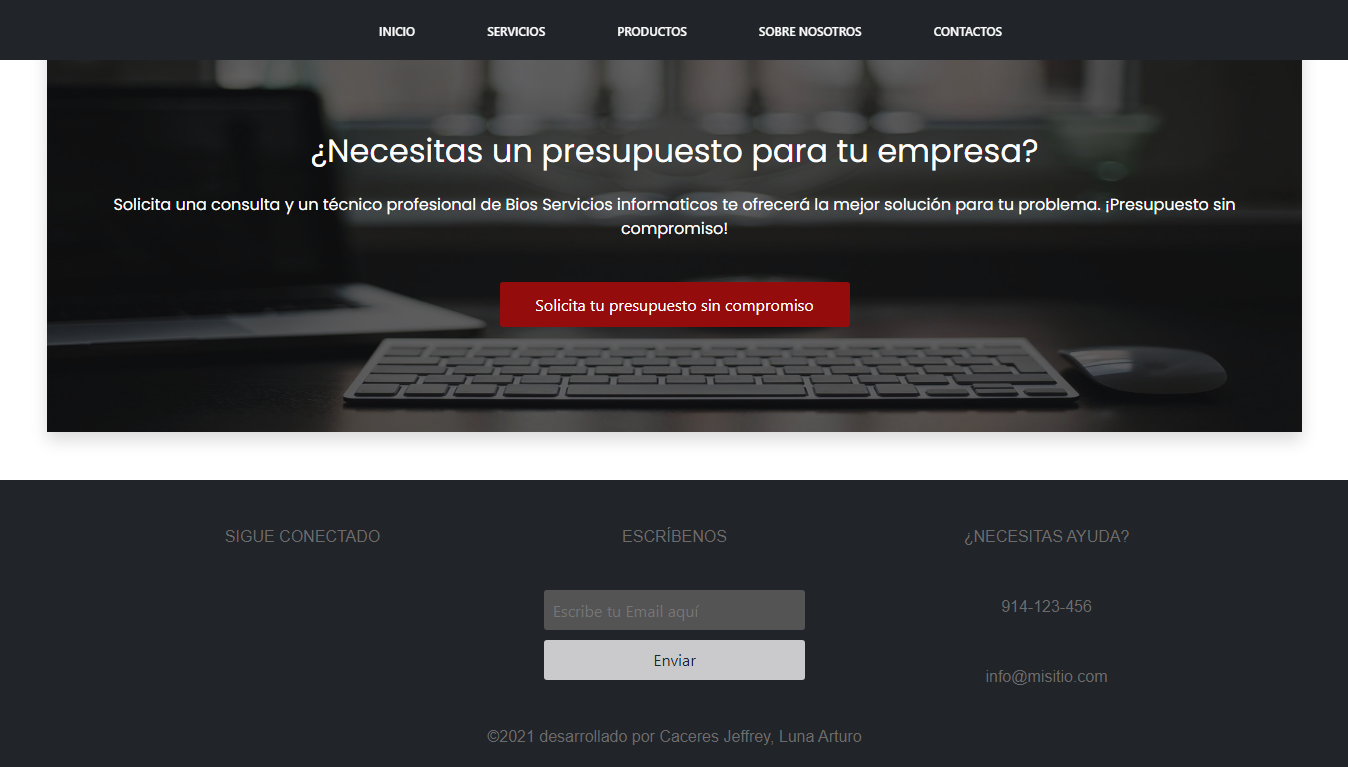 INICIO SERVICIOS PRODUCTOS SOBRE NOSOTROS CONTACTOS
¿Necesitas un presupuesto para tu empresa?
Solicita una consulta y un técnico profesional de Bios Servicios informaticos te ofrecerá la mejor solución para tu problema. ¡Presupuesto sin
compromiso!
Solicita tu presupuesto sin compromiso
SIGUE CONECTADO
ESCRÍBENOS
Escribe tu Email aquí
Enviar
¿NECESITAS AYUDA?
914-123-456
info@misitio.com
©2021 desarrollado por Caceres Jeffrey, Luna Arturo